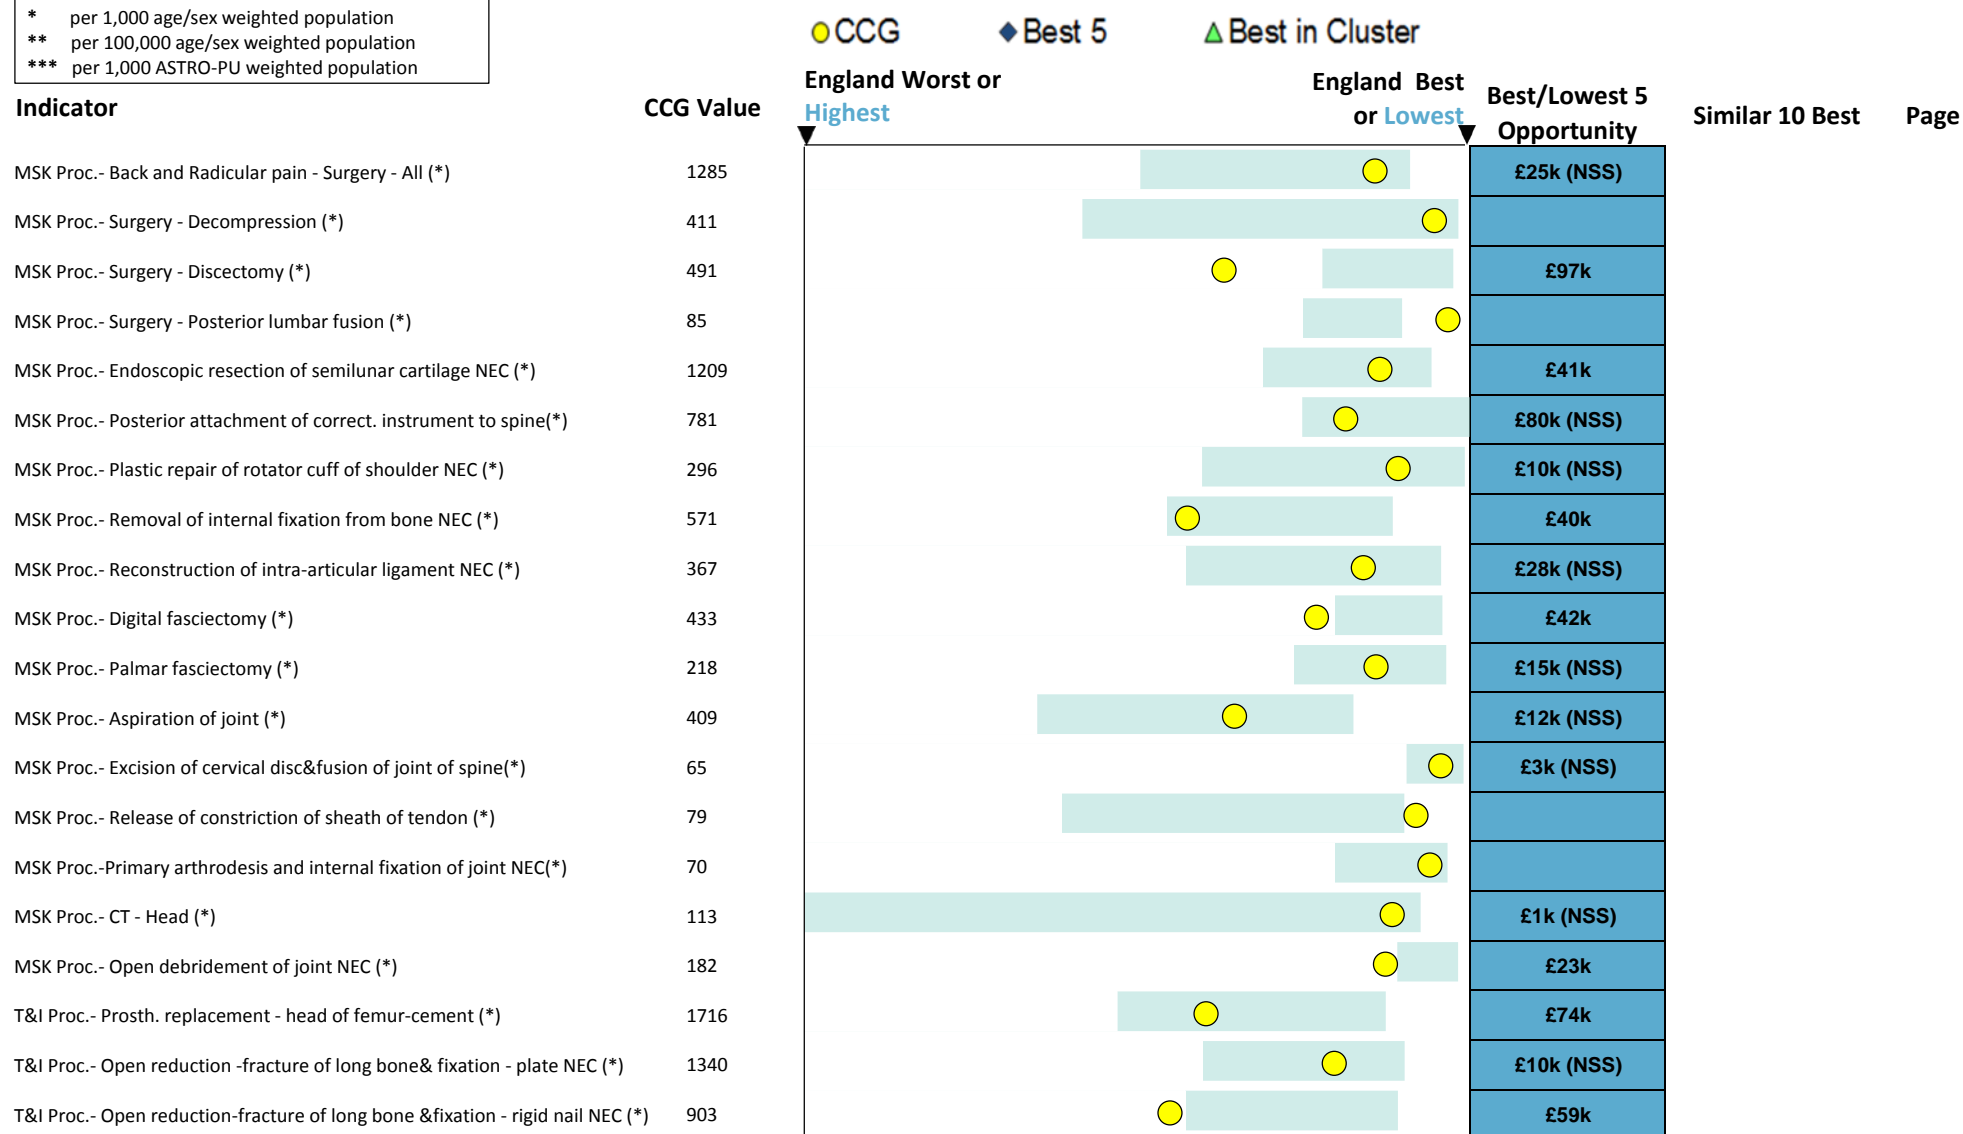 * per 1,000 age/sex weighted population
** per 100,000 age/sex weighted population
*** per 1,000 ASTRO-PU weighted population
CCG Best 5 Best in Cluster
Indicator CCG Value England Worst or Highest England Best or Lowest Best/Lowest 5 Opportunity Similar 10 Best Page
MSK Proc.- Back and Radicular pain - Surgery - All (*) 1285 £25k (NSS)
MSK Proc.- Surgery - Decompression (*) 411
MSK Proc.- Surgery - Discectomy (*) 491 £97k
MSK Proc.- Surgery - Posterior lumbar fusion (*) 85
MSK Proc.- Endoscopic resection of semilunar cartilage NEC (*) 1209 £41k
MSK Proc.- Posterior attachment of correct. instrument to spine(*) 781 £80k (NSS)
MSK Proc.- Plastic repair of rotator cuff of shoulder NEC (*) 296 £10k (NSS)
MSK Proc.- Removal of internal fixation from bone NEC (*) 571 £40k
MSK Proc.- Reconstruction of intra-articular ligament NEC (*) 367 £28k (NSS)
MSK Proc.- Digital fasciectomy (*) 433 £42k
MSK Proc.- Palmar fasciectomy (*) 218 £15k (NSS)
MSK Proc.- Aspiration of joint (*) 409 £12k (NSS)
MSK Proc.- Excision of cervical disc&fusion of joint of spine(*) 65 £3k (NSS)
MSK Proc.- Release of constriction of sheath of tendon (*) 79
MSK Proc.-Primary arthrodesis and internal fixation of joint NEC(*) 70
MSK Proc.- CT - Head (*) 113 £1k (NSS)
MSK Proc.- Open debridement of joint NEC (*) 182 £23k
T&I Proc.- Prosth. replacement - head of femur-cement (*) 1716 £74k
T&I Proc.- Open reduction -fracture of long bone& fixation - plate NEC (*) 1340 £10k (NSS)
T&I Proc.- Open reduction-fracture of long bone &fixation - rigid nail NEC (*) 903 £59k